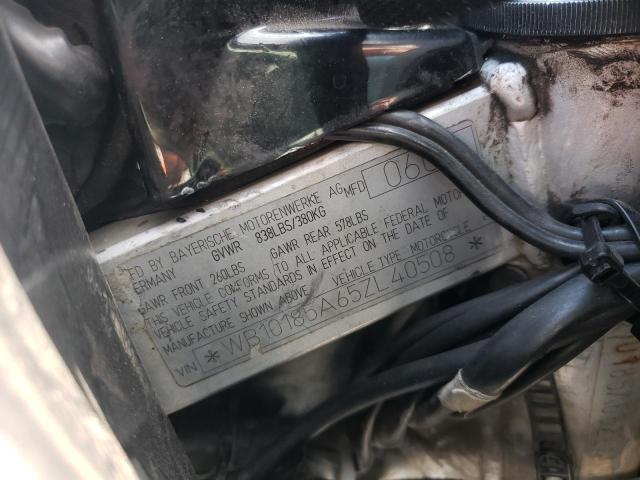 FD BY BAYERISCHE MOTORENWERKE AG MFD 060
ERMANY GVWR 838LBS/380KG
GAWR FRONT 260LBS GAWR REAR 578LBS
THIS VEHICLE CONFORMS TO ALL APPLICABLE FEDERAL MOTOR
VEHICLE SAFETY STANDARDS IN EFFECT ON THE DATE OF
MANUFACTURE SHOWN ABOVE VEHICLE TYPE MOTORCYCLE
VIN * WB10185A65ZL40508 *